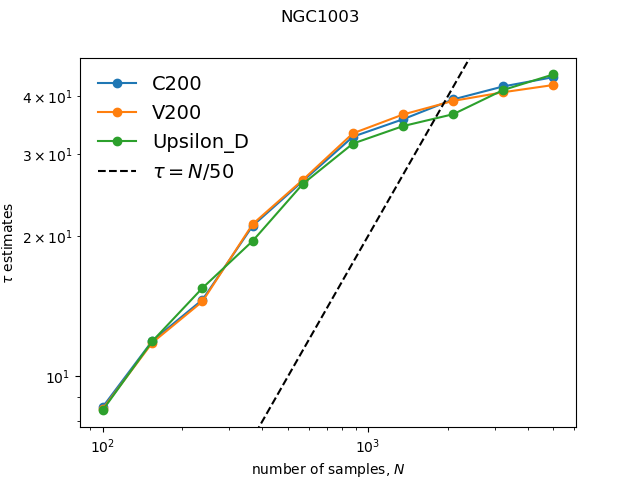 NGC1003
C200
V200
Upsilon_D
τ = N/50
4 × 10¹
3 × 10¹
2 × 10¹
10¹
τ estimates
10² 10³
number of samples, N